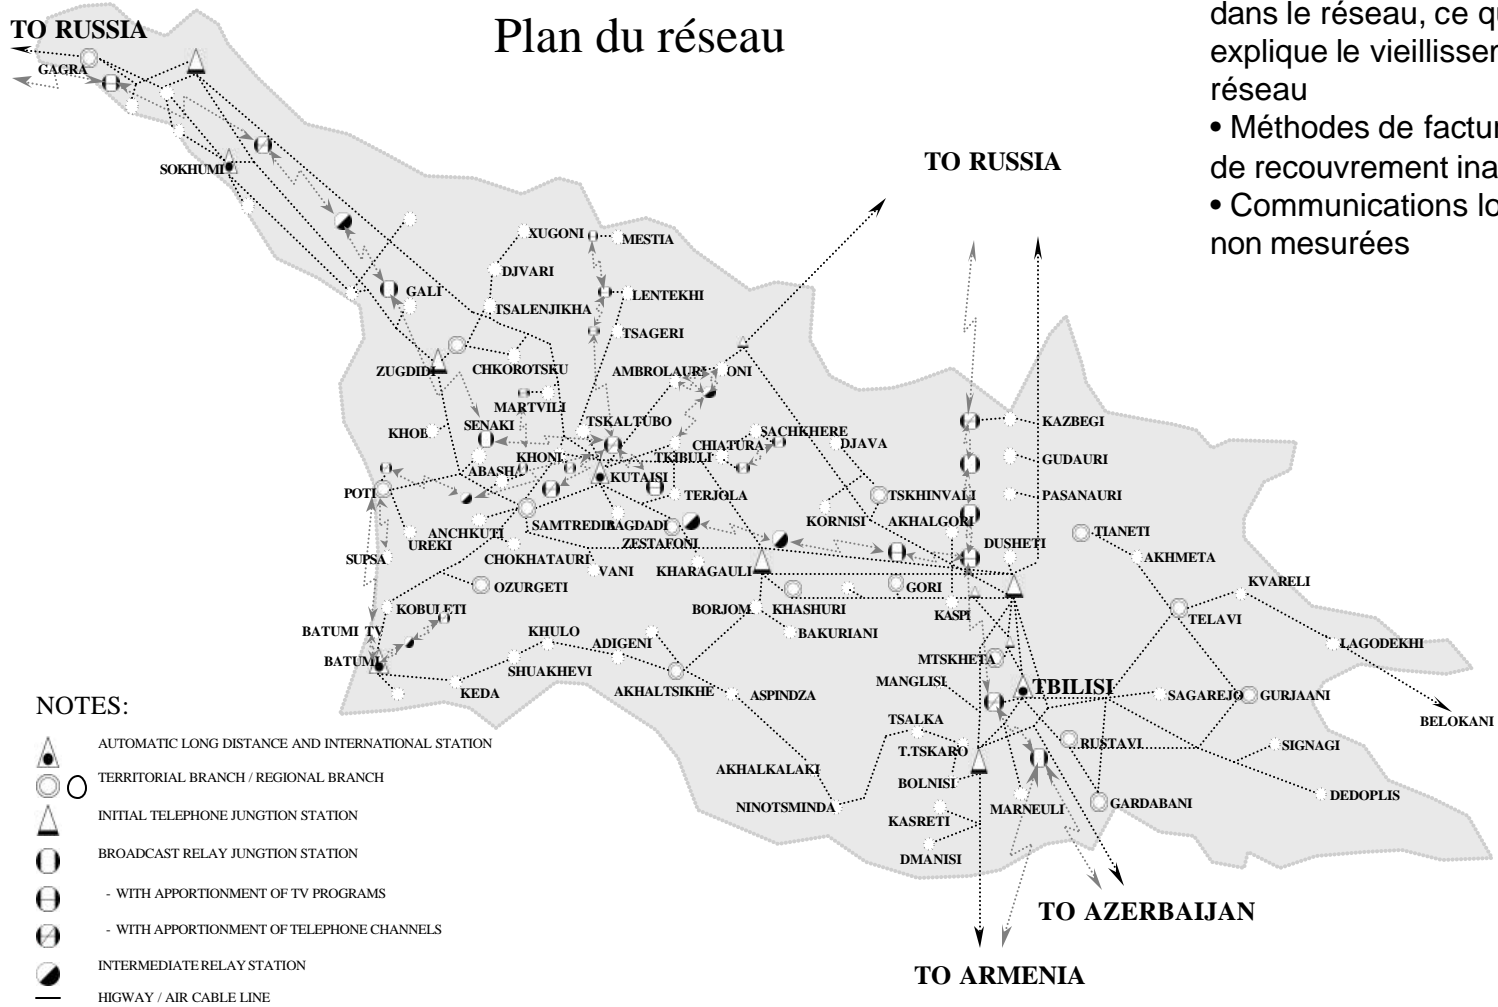 Plan du réseau
dans le réseau, ce
explique le
réseau
• Méthodes de
de recouvrement
• Communications
non mesurées
TO RUSSIA
GAGRA
SOKHUMI
TO RUSSIA
XUGONI
MESTIA
DJVARI
GALI
LENTEKHI
TSALENJIKHA
TSAGERI
ZUGDIDI
CHKOROTSKU
AMBROLAURI
ONI
MARTVILI
KHOBI
SENAKI
TSKALTUBO
SACHKHERE
KAZBEGI
CHIATURA
DJAVA
KHONI
TKIBULI
GUDAURI
ABASHA
KUTAISI
POTI
TERJOLA
TSKHINVALI
PASANAURI
KORNISI
AKHALGORI
ANCHKUTI
SAMTREDIA
BAGDADI
TIANETI
UREKI
ZESTAFONI
DUSHETI
SUPSA
CHOKHATAURI
VANI
KHARAGAULI
AKHMETA
OZURGETI
GORI
KVARELI
KOBULETI
BORJOMI
KHASHURI
KASPI
TELAVI
BATUMI TV
KHULO
ADIGENI
BAKURIANI
LAGODEKHI
BATUMI
SHUAKHEVI
MTSKHETA
KEDA
AKHALTSIKHE
ASPINDZA
MANGLISI
TBILISI
SAGAREJO
GURJAANI
BELOKANI
TSALKA
T.TSKARO
RUSTAVI
SIGNAGI
AKHALKALAKI
BOLNISI
NINOTSMINDA
MARNEULI
GARDABANI
DEDOPLIS
KASRETI
DMANISI
TO AZERBAIJAN
TO ARMENIA
NOTES:
AUTOMATIC LONG DISTANCE AND INTERNATIONAL STATION
TERRITORIAL BRANCH / REGIONAL BRANCH
INITIAL TELEPHONE JUNGTION STATION
BROADCAST RELAY JUNGTION STATION
- WITH APPORTIONMENT OF TV PROGRAMS
- WITH APPORTIONMENT OF TELEPHONE CHANNELS
INTERMEDIATE RELAY STATION
HIGWAY / AIR CABLE LINE